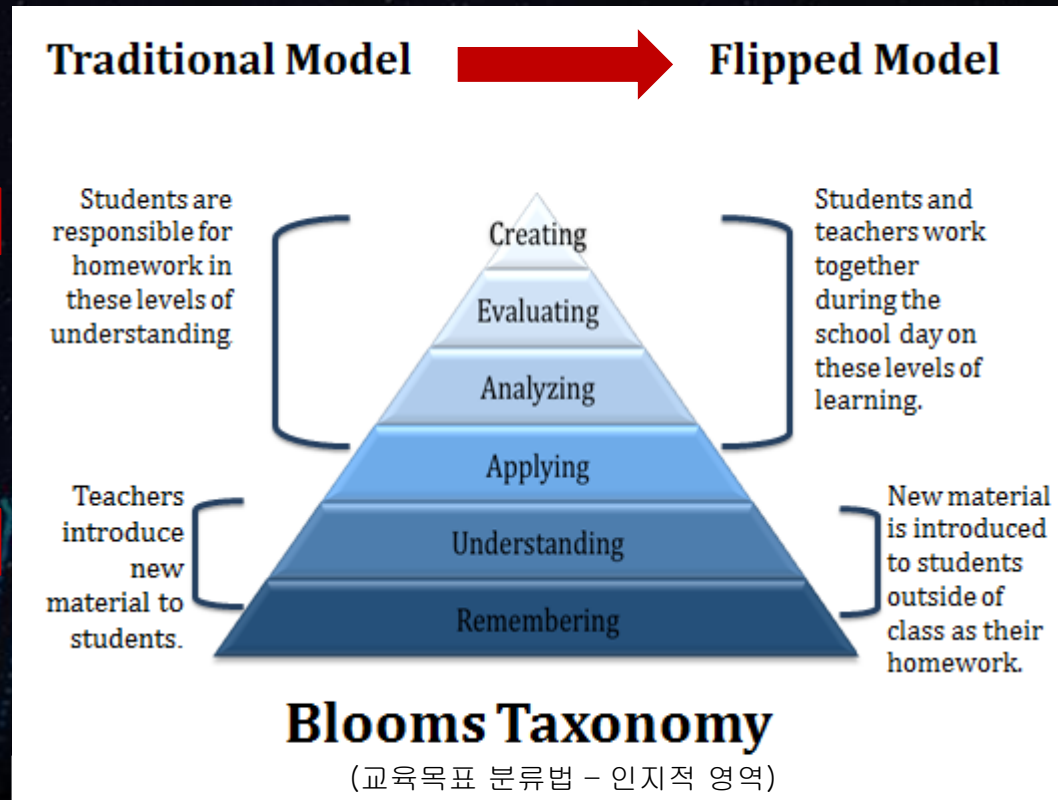 Traditional Model
Flipped Model
Students are
responsible for
homework in
these levels of
understanding.
Teachers
introduce
new
material to
students.
Creating
Evaluating
Analyzing
Applying
Understanding
Remembering
Students and
teachers work
together
during the
school day on
these levels of
learning.
New material
is introduced
to students
outside of
class as their
homework.
Blooms Taxonomy
(교육목표 분류법 – 인지적 영역)